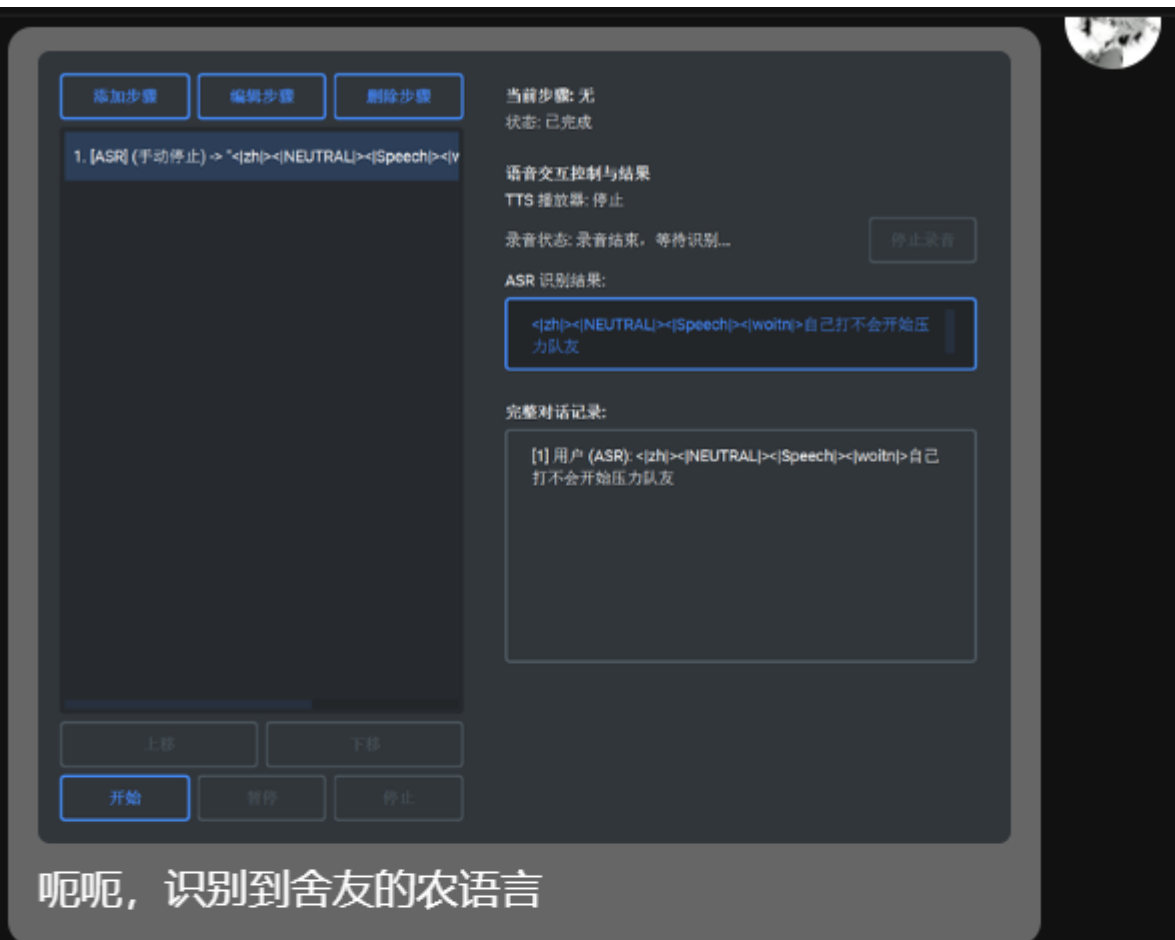 添加步骤 编辑步骤 删除步骤
1. [ASR] (手动停止) -> "<|zh|><|NEUTRAL|><|Speech|><|w
上移 下移
开始 暂停 停止
当前步骤: 无
状态: 已完成
语音交互控制与结果
TTS 播放器: 停止
录音状态: 录音结束，等待识别...
停止录音
ASR 识别结果:
<|zh|><|NEUTRAL|><|Speech|><|woitn|>自己打不会开始压
力队友
完整对话记录:
[1] 用户 (ASR): <|zh|><|NEUTRAL|><|Speech|><|woitn|>自己
打不会开始压力队友
呃呃，识别到舍友的农语言